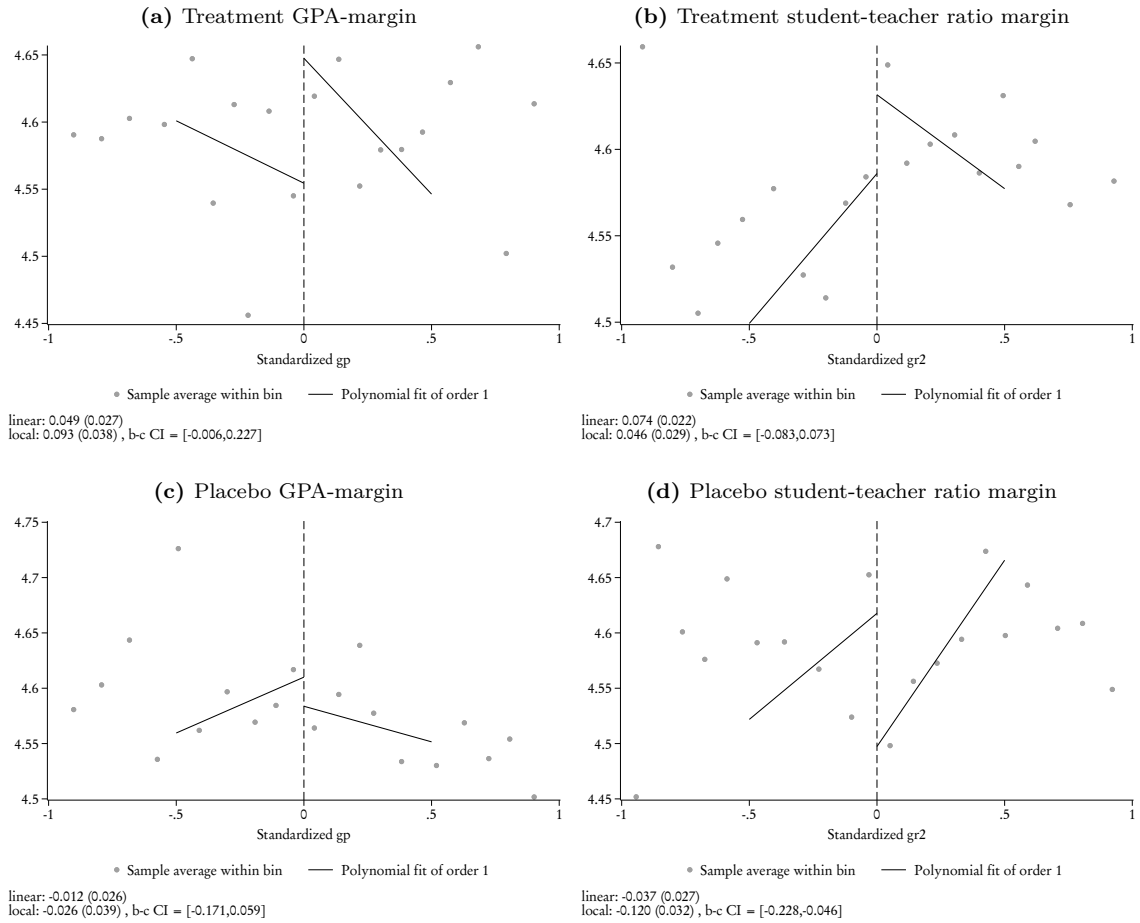 (a) Treatment GPA-margin
4.65
4.6
4.55
4.5
4.45
-1 -.5 0 .5 1
Standardized gp
Sample average within bin Polynomial fit of order 1
linear: 0.049 (0.027)
local: 0.093 (0.038) , b-c CI = [-0.006,0.227]
(b) Treatment student-teacher ratio margin
4.65
4.6
4.55
4.5
-1 -.5 0 .5 1
Standardized gr2
Sample average within bin Polynomial fit of order 1
linear: 0.074 (0.022)
local: 0.046 (0.029) , b-c CI = [-0.083,0.073]
(c) Placebo GPA-margin
4.75
4.7
4.65
4.6
4.55
4.5
-1 -.5 0 .5 1
Standardized gp
Sample average within bin Polynomial fit of order 1
linear: -0.012 (0.026)
local: -0.026 (0.039) , b-c CI = [-0.171,0.059]
(d) Placebo student-teacher ratio margin
4.7
4.65
4.6
4.55
4.5
4.45
-1 -.5 0 .5 1
Standardized gr2
Sample average within bin Polynomial fit of order 1
linear: -0.037 (0.027)
local: -0.120 (0.032) , b-c CI = [-0.228,-0.046]